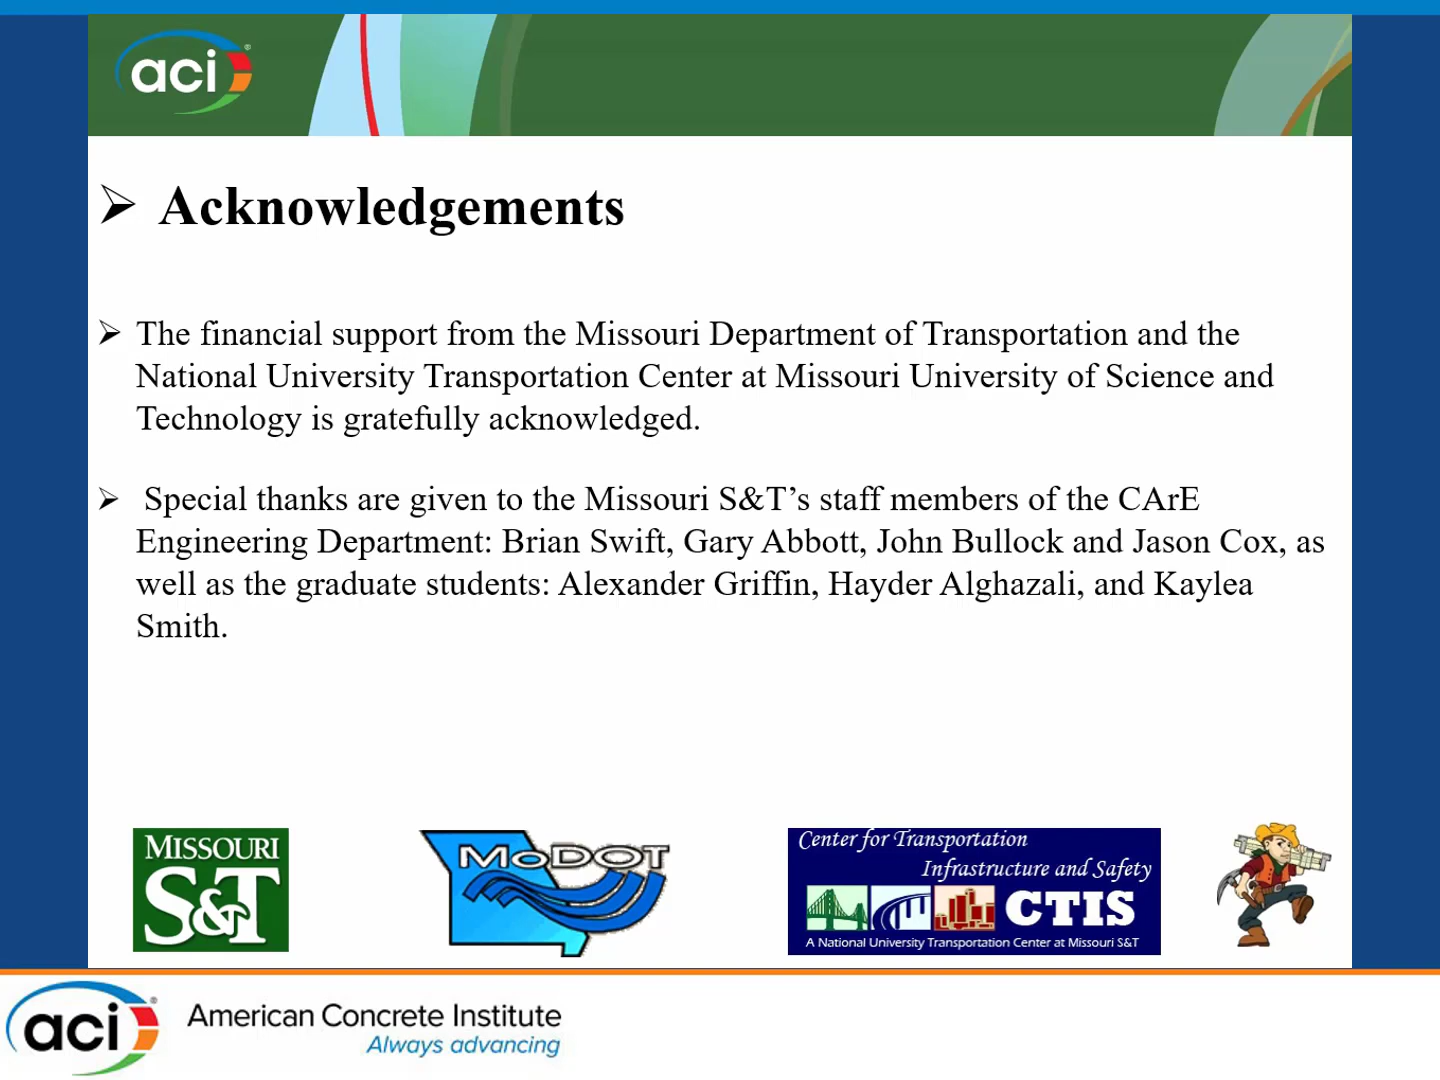 aci®
➢ Acknowledgements
➢ The financial support from the Missouri Department of Transportation and the
National University Transportation Center at Missouri University of Science and
Technology is gratefully acknowledged.
➢ Special thanks are given to the Missouri S&T’s staff members of the CArE
Engineering Department: Brian Swift, Gary Abbott, John Bullock and Jason Cox, as
well as the graduate students: Alexander Griffin, Hayder Alghazali, and Kaylea
Smith.
MISSOURI
S&T
MoDOT
Center for Transportation
Infrastructure and Safety
CTIS
A National University Transportation Center at Missouri S&T
aci®
American Concrete Institute
Always advancing